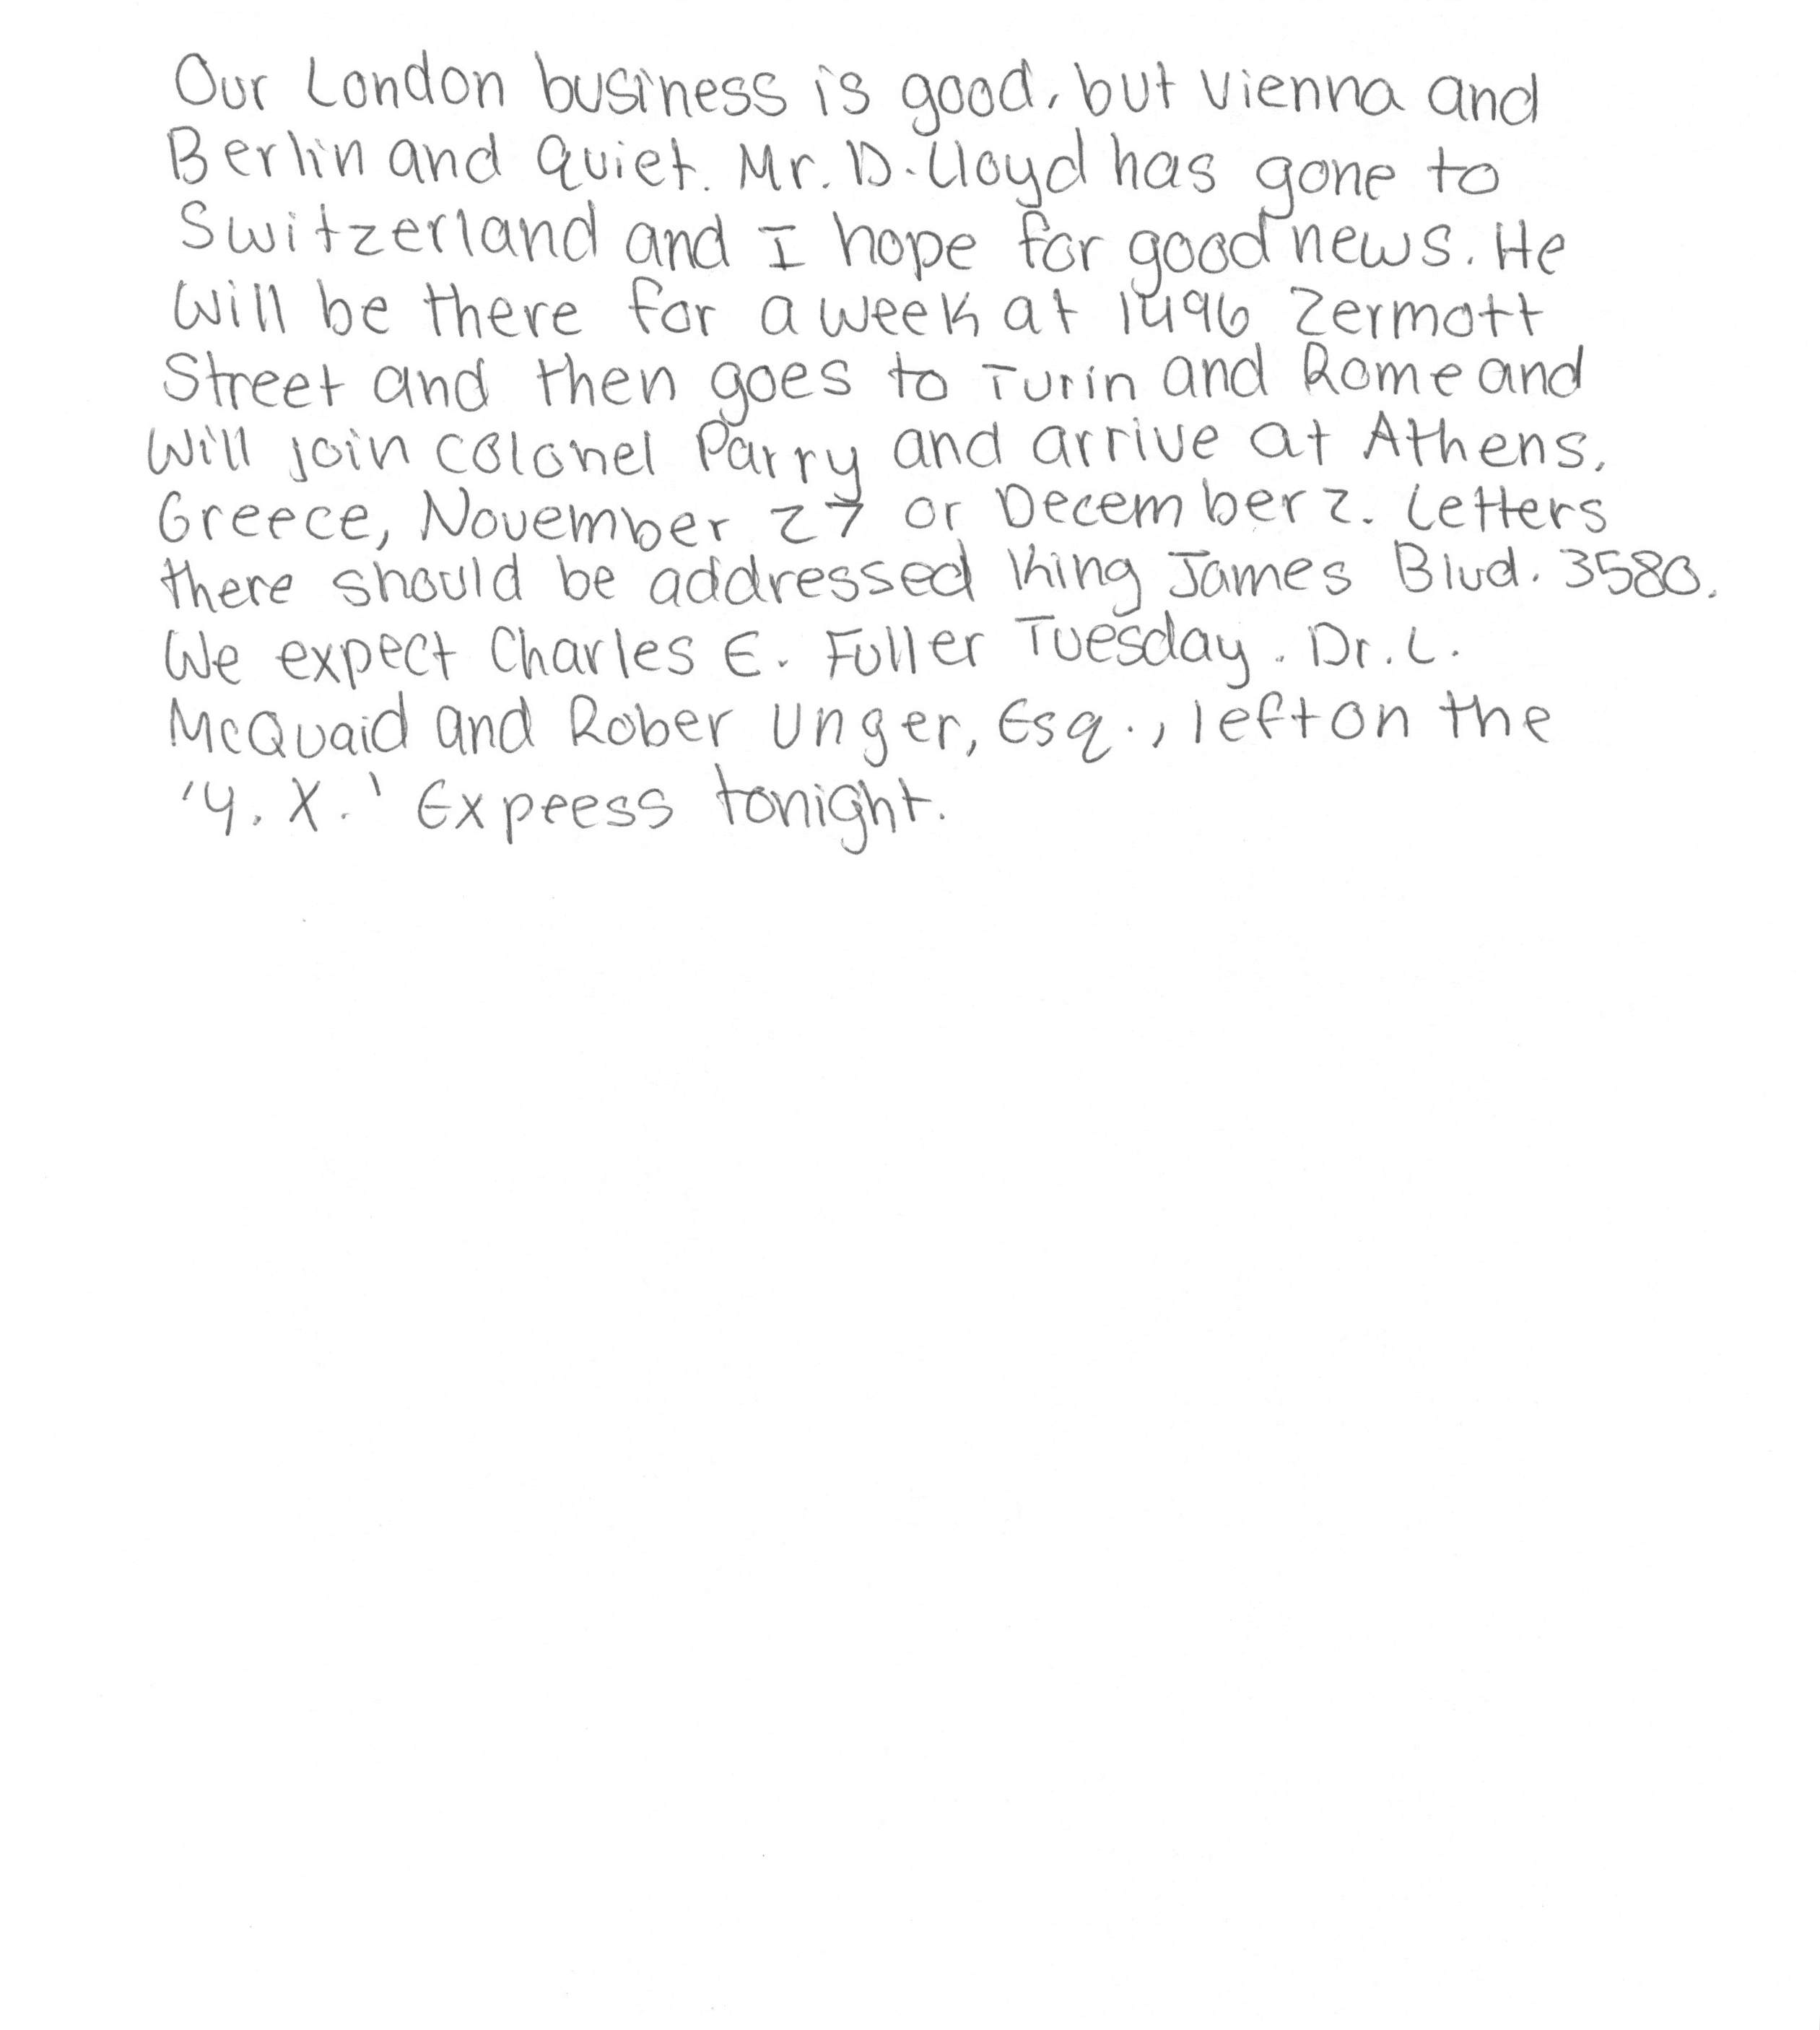 Our London business is good, but Vienna and
Berlin and quiet. Mr. D. Lloyd has gone to
Switzerland and I hope for good news. He
will be there for a week at 1496 Zermott
Street and then goes to Turin and Rome and
will join colonel Parry and arrive at Athens,
Greece, November 27 or December 2. Letters
there should be addressed King James Blvd. 3580.
We expect Charles E. Fuller Tuesday. Dr. L.
McQuaid and Rober Unger, Esq., left on the
'Y. X.' Expeess tonight.